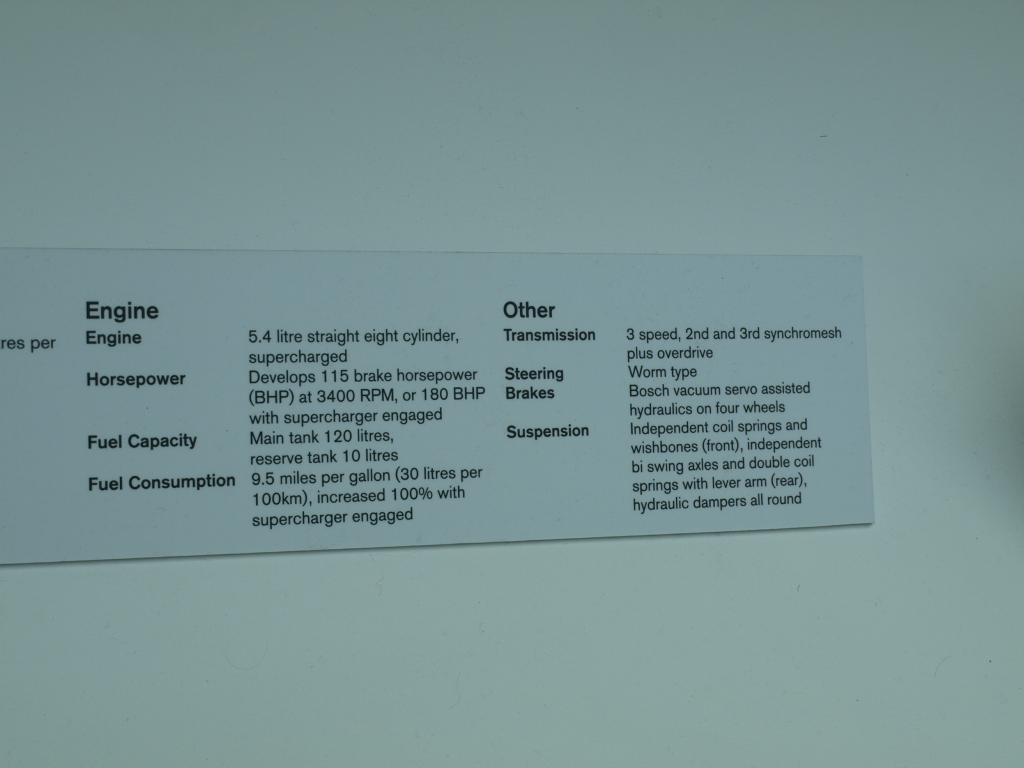 res per
Engine
Engine 5.4 litre straight eight cylinder,
supercharged
Horsepower Develops 115 brake horsepower
(BHP) at 3400 RPM, or 180 BHP
with supercharger engaged
Fuel Capacity Main tank 120 litres,
reserve tank 10 litres
Fuel Consumption 9.5 miles per gallon (30 litres per
100km), increased 100% with
supercharger engaged
Other
Transmission 3 speed, 2nd and 3rd synchromesh
plus overdrive
Steering Worm type
Brakes Bosch vacuum servo assisted
hydraulics on four wheels
Suspension Independent coil springs and
wishbones (front), independent
bi swing axles and double coil
springs with lever arm (rear),
hydraulic dampers all round